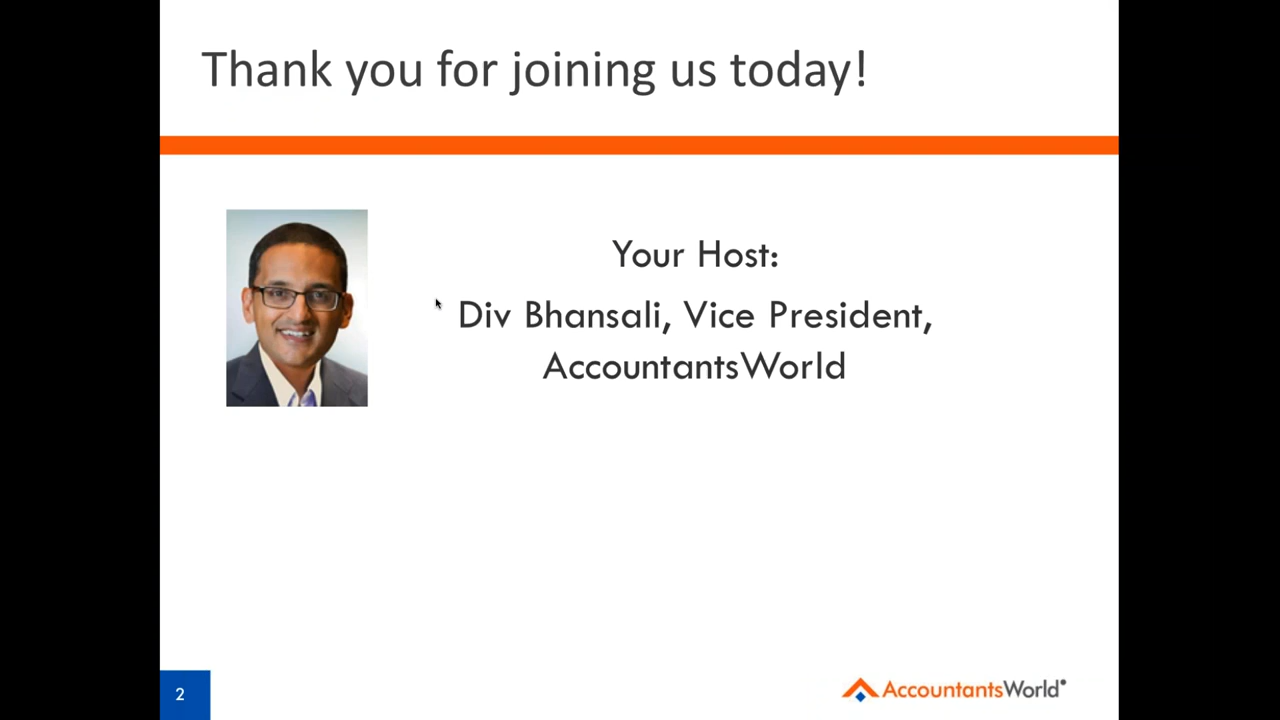 Thank you for joining us today!
Your Host:
Div Bhansali, Vice President,
AccountantsWorld
2
AccountantsWorld®